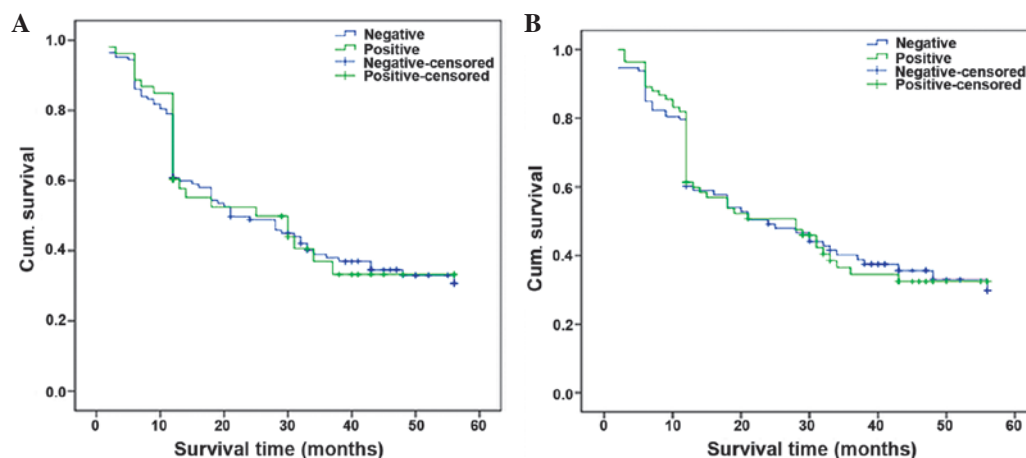 A
Cum. survival
1.0
0.8
0.6
0.4
0.2
0.0
Negative
Positive
Negative-censored
Positive-censored
0 10 20 30 40 50 60
Survival time (months)
B
Cum. survival
1.0
0.8
0.6
0.4
0.2
0.0
Negative
Positive
Negative-censored
Positive-censored
0 10 20 30 40 50 60
Survival time (months)